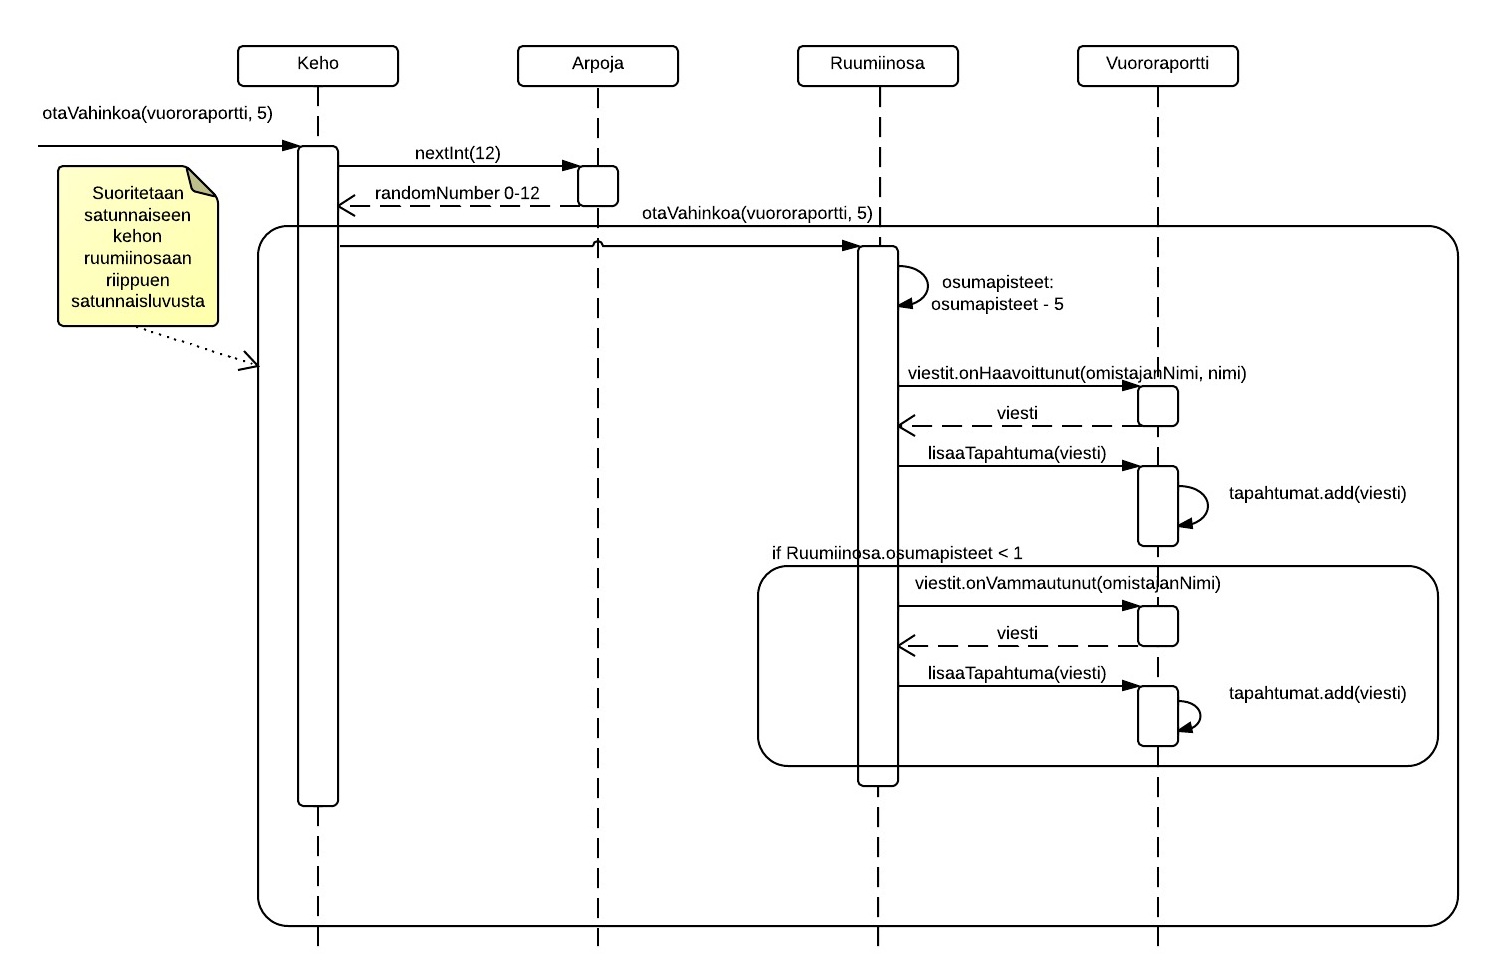 Keho
Arpoja
Ruumiinosa
Vuororaportti
otaVahinkoa(vuororaportti, 5)
nextInt(12)
randomNumber 0-12
Suoritetaan
satunnaiseen
kehon
ruumiinosaan
riippuen
satunnaisluvusta
otaVahinkoa(vuororaportti, 5)
osumapisteet:
osumapisteet - 5
viestit.onHaavoittunut(omistajanNimi, nimi)
viesti
lisaaTapahtuma(viesti)
tapahtumat.add(viesti)
if Ruumiinosa.osumapisteet < 1
viestit.onVammautunut(omistajanNimi)
viesti
lisaaTapahtuma(viesti)
tapahtumat.add(viesti)